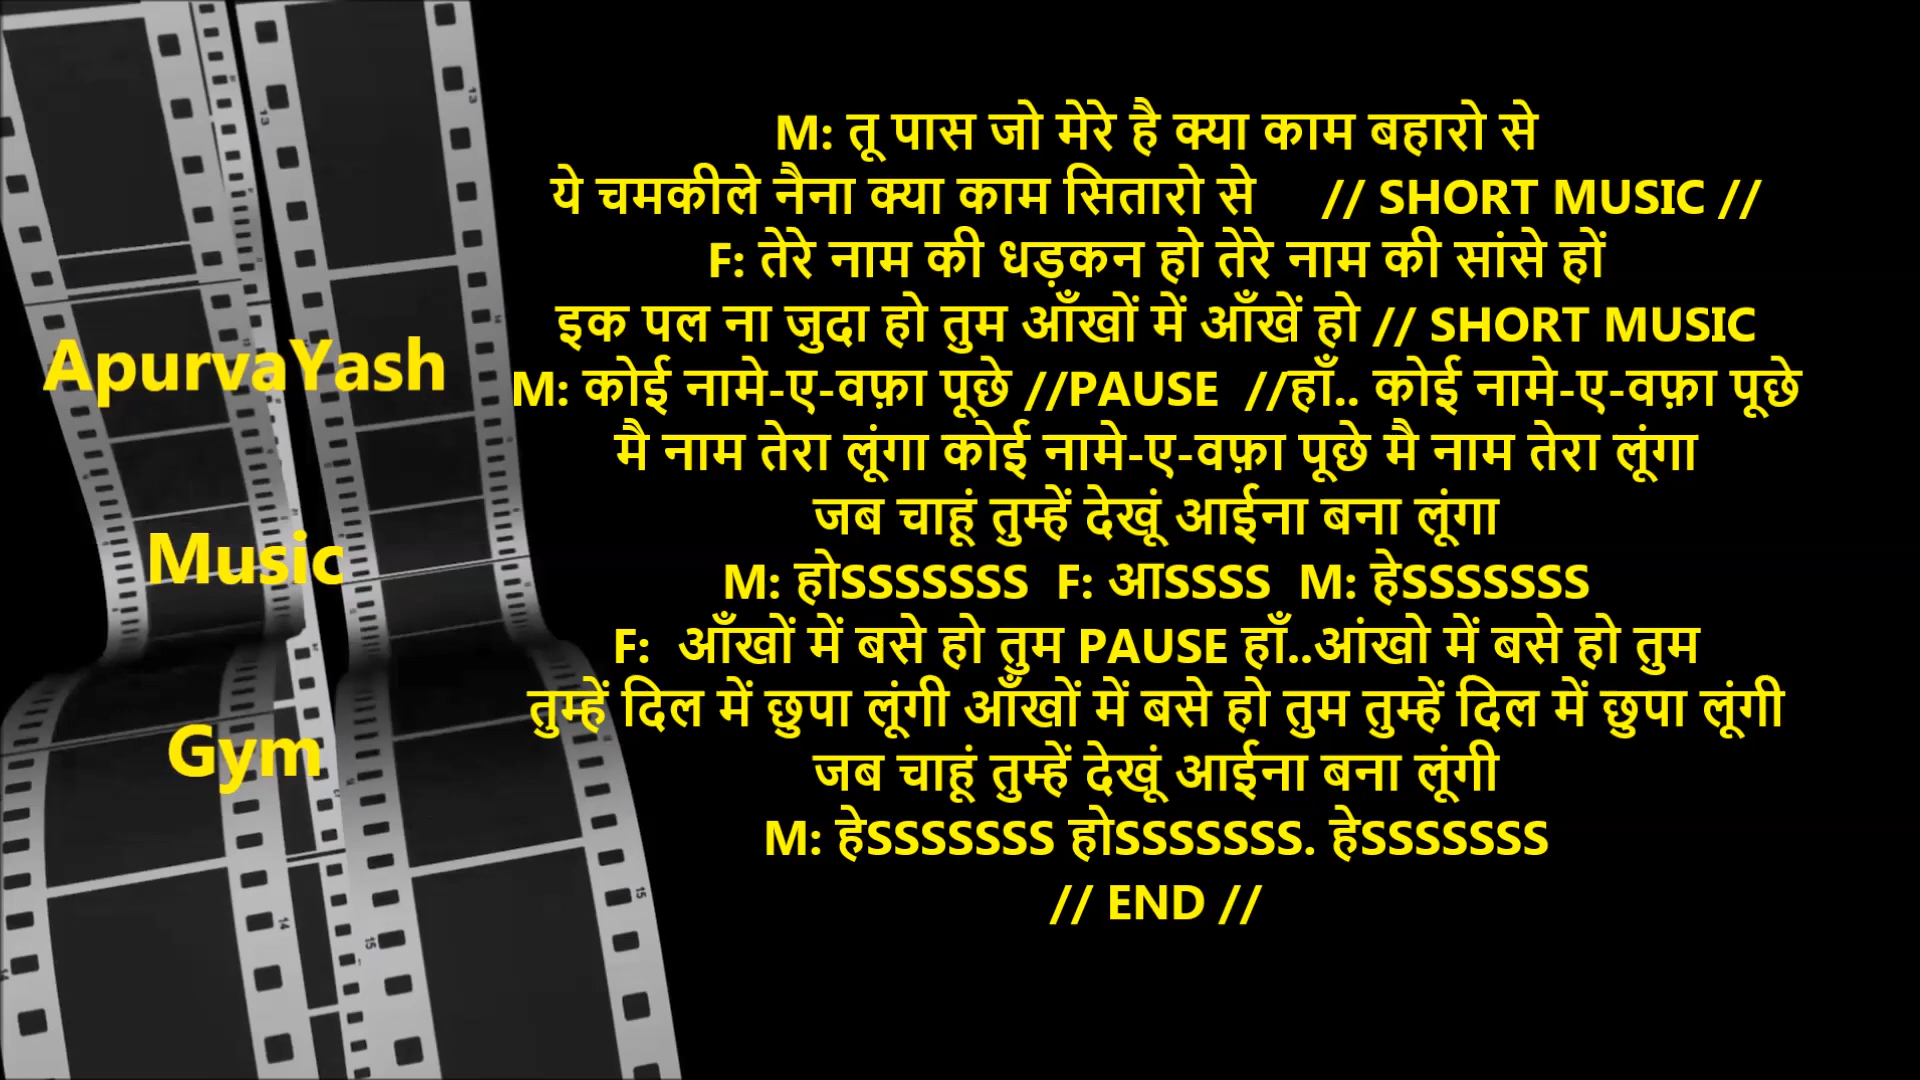 ApurvaYash
Music
Gym
M: तू पास जो मेरे है क्या काम बहारो से
ये चमकीले नैना क्या काम सितारो से // SHORT MUSIC //
F: तेरे नाम की धड़कन हो तेरे नाम की सांसे हों
इक पल ना जुदा हो तुम आँखों में आँखें हो // SHORT MUSIC
M: कोई नामे-ए-वफ़ा पूछे //PAUSE //हाँ.. कोई नामे-ए-वफ़ा पूछे
मै नाम तेरा लूंगा कोई नामे-ए-वफ़ा पूछे मै नाम तेरा लूंगा
जब चाहूं तुम्हें देखूं आईना बना लूंगा
M: होSSSSSSS F: आSSSS M: हेSSSSSSS
F: आँखों में बसे हो तुम PAUSE हाँ..आंखो में बसे हो तुम
तुम्हें दिल में छुपा लूंगी आँखों में बसे हो तुम तुम्हें दिल में छुपा लूंगी
जब चाहूं तुम्हें देखूं आईना बना लूंगी
M: हेSSSSSSS होSSSSSSS. हेSSSSSSS
// END //